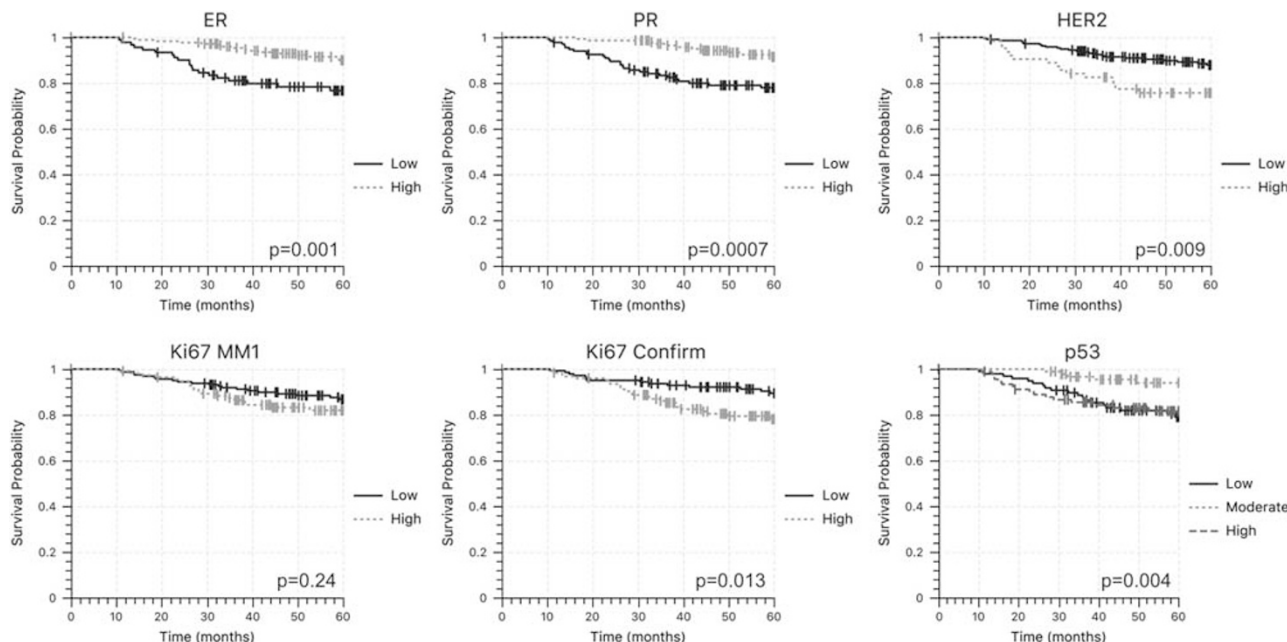 ER
1
0.8
0.6
0.4
0.2
0
Survival Probability
0 10 20 30 40 50 60
Time (months)
Low
High
p=0.001
PR
1
0.8
0.6
0.4
0.2
0
Survival Probability
0 10 20 30 40 50 60
Time (months)
Low
High
p=0.0007
HER2
1
0.8
0.6
0.4
0.2
0
Survival Probability
0 10 20 30 40 50 60
Time (months)
Low
High
p=0.009
Ki67 MM1
1
0.8
0.6
0.4
0.2
0
Survival Probability
0 10 20 30 40 50 60
Time (months)
Low
High
p=0.24
Ki67 Confirm
1
0.8
0.6
0.4
0.2
0
Survival Probability
0 10 20 30 40 50 60
Time (months)
Low
High
p=0.013
p53
1
0.8
0.6
0.4
0.2
0
Survival Probability
0 10 20 30 40 50 60
Time (months)
Low
Moderate
High
p=0.004